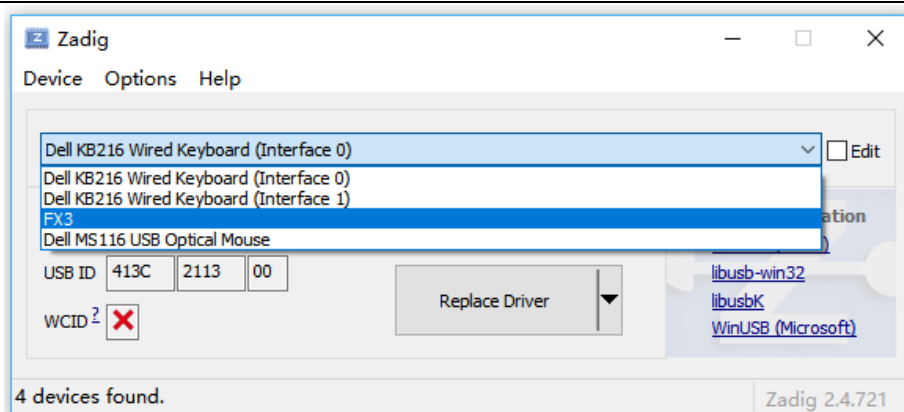 Zadig
Device Options Help
Dell KB216 Wired Keyboard (Interface 0)
Edit
Dell KB216 Wired Keyboard (Interface 0)
Dell KB216 Wired Keyboard (Interface 1)
FX3
ation
Dell MS116 USB Optical Mouse
USB ID 413C 2113 00
libusb-win32
Replace Driver
libusbK
WCID ?
WinUSB (Microsoft)
4 devices found.
Zadig 2.4.721